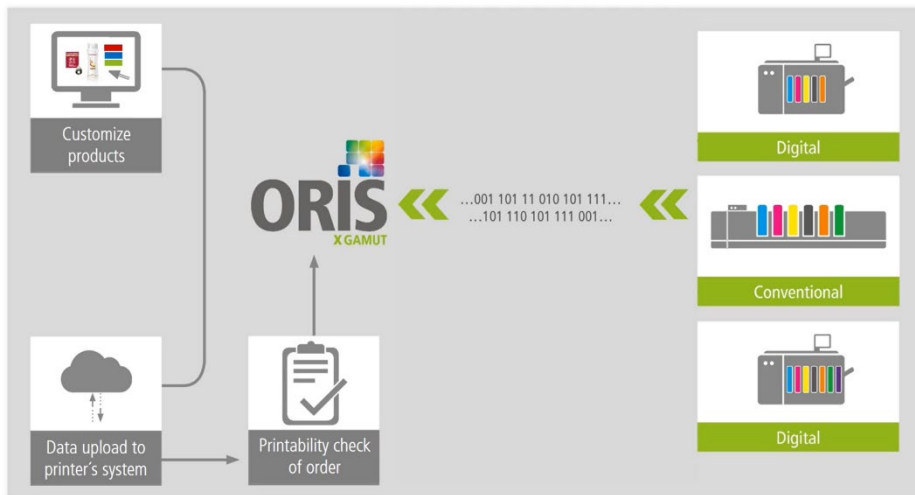 Customize
products
ORIS
X GAMUT
...001 101 11 010 101 111...
...101 110 101 111 001...
Digital
Conventional
Data upload to
printer's system
Printability check
of order
Digital